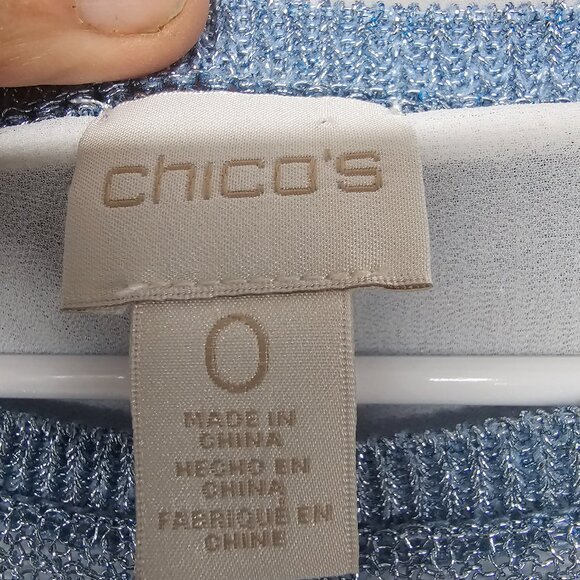 chico's
0
MADE IN
CHINA
HECHO EN
CHINA
FABRIQUÉ EN
CHINE